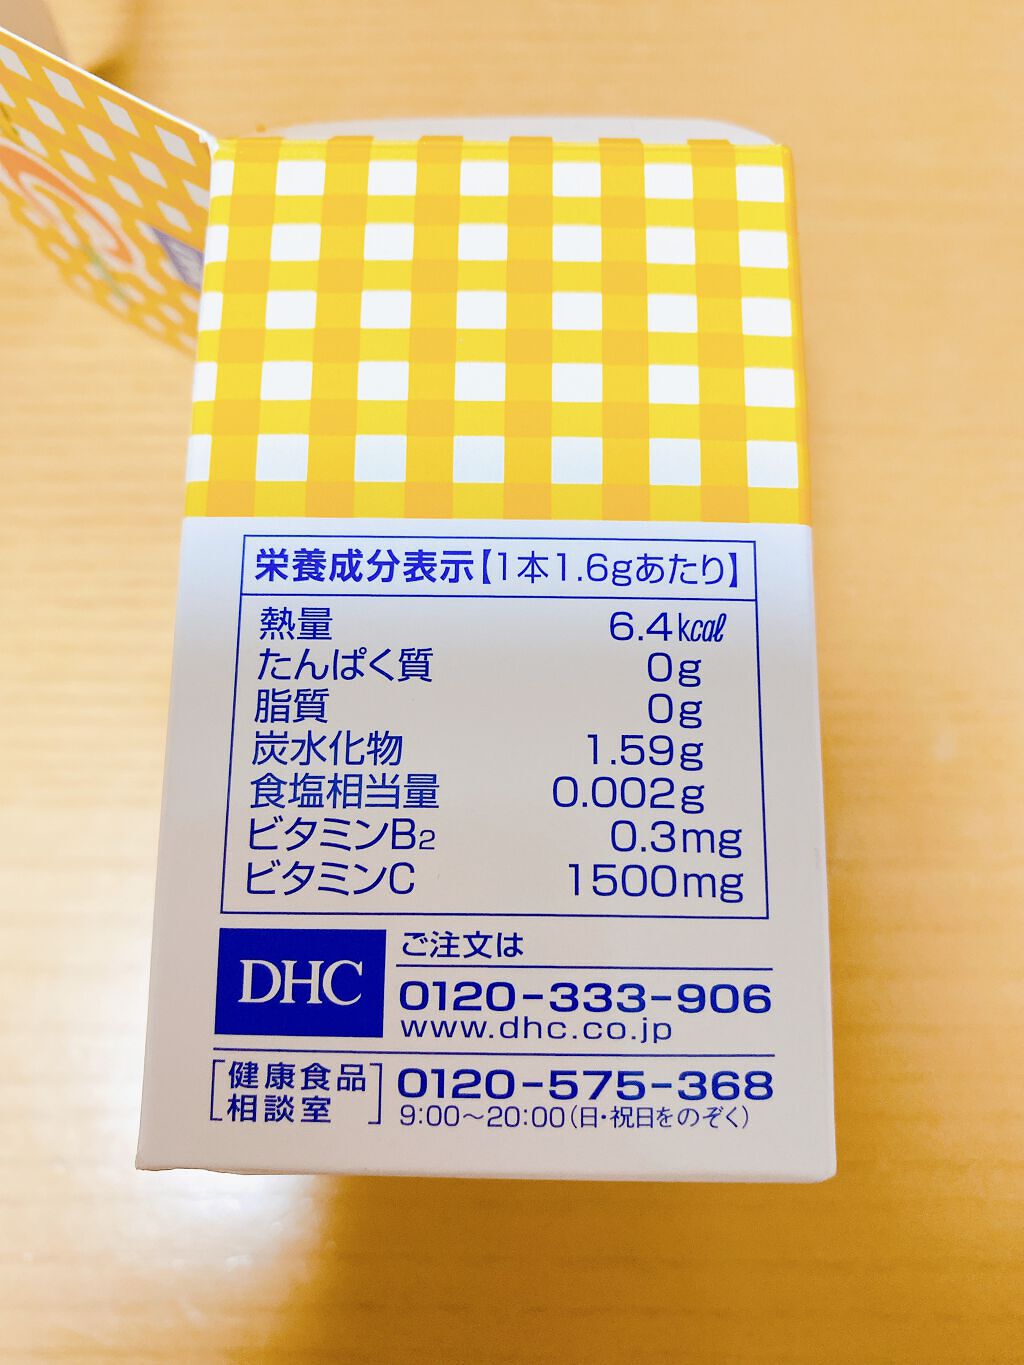 栄養成分表示【1本1.6gあたり】
熱量 6.4kcal
たんぱく質 0g
脂質 0g
炭水化物 1.59g
食塩相当量 0.002g
ビタミンB2 0.3mg
ビタミンC 1500mg
DHC
ご注文は
0120-333-906
www.dhc.co.jp
[健康食品相談室]
0120-575-368
9:00〜20:00(日・祝日をのぞく)